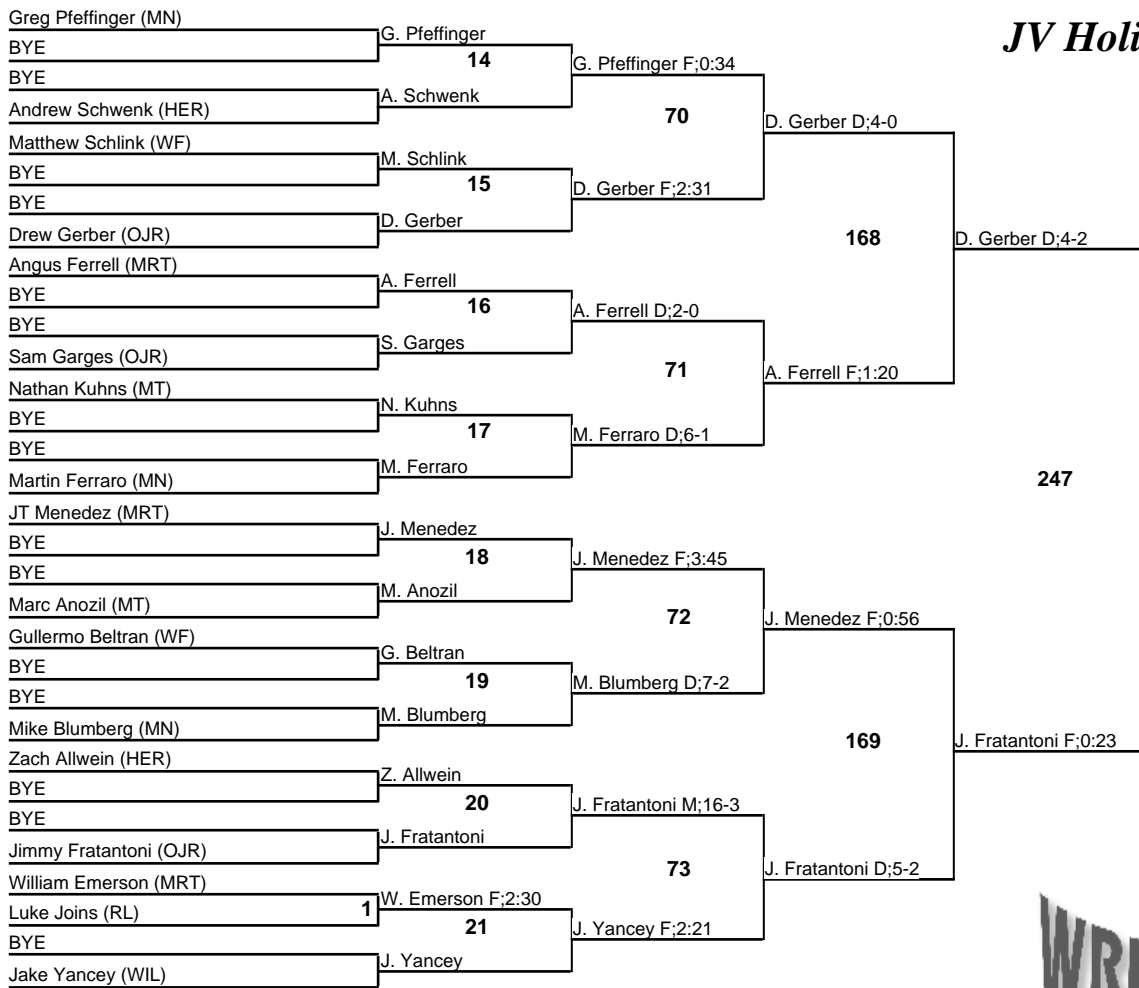 JV Holi
Greg Pfeffinger (MN)
BYE
BYE
Andrew Schwenk (HER)
Matthew Schlink (WF)
BYE
BYE
Drew Gerber (OJR)
Angus Ferrell (MRT)
BYE
BYE
Sam Garges (OJR)
Nathan Kuhns (MT)
BYE
BYE
Martin Ferraro (MN)
JT Menedez (MRT)
BYE
BYE
Marc Anozil (MT)
Gullermo Beltran (WF)
BYE
BYE
Mike Blumberg (MN)
Zach Allwein (HER)
BYE
BYE
Jimmy Fratantoni (OJR)
William Emerson (MRT)
Luke Joins (RL)
BYE
Jake Yancey (WIL)
1
G. Pfeffinger
14
A. Schwenk
M. Schlink
15
D. Gerber
A. Ferrell
16
S. Garges
N. Kuhns
17
M. Ferraro
J. Menedez
18
M. Anozil
G. Beltran
19
M. Blumberg
Z. Allwein
20
J. Fratantoni
W. Emerson F;2:30
21
J. Yancey
G. Pfeffinger F;0:34
70
D. Gerber F;2:31
A. Ferrell D;2-0
71
M. Ferraro D;6-1
J. Menedez F;3:45
72
M. Blumberg D;7-2
J. Fratantoni M;16-3
73
J. Yancey F;2:21
D. Gerber D;4-0
168
A. Ferrell F;1:20
J. Menedez F;0:56
169
J. Fratantoni D;5-2
D. Gerber D;4-2
247
J. Fratantoni F;0:23
WR